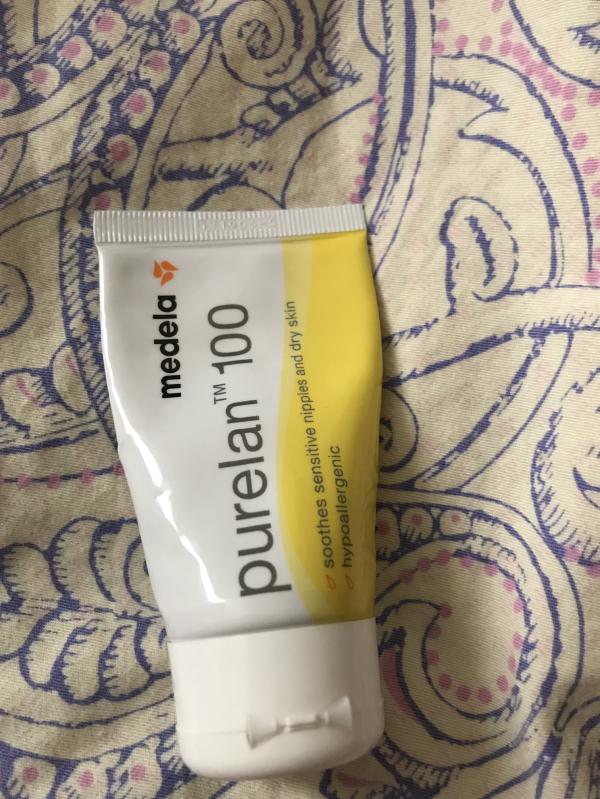 medela
purelan™ 100
soothes sensitive nipples and dry skin
hypoallergenic